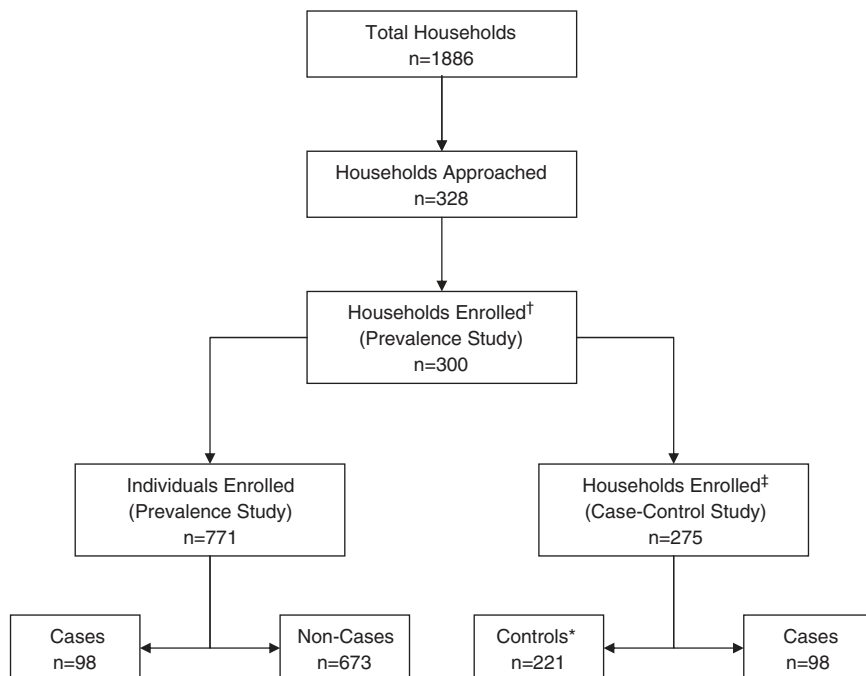 Total Households
n=1886
Households Approached
n=328
Households Enrolled†
(Prevalence Study)
n=300
Individuals Enrolled
(Prevalence Study)
n=771
Households Enrolled‡
(Case-Control Study)
n=275
Cases
n=98
Non-Cases
n=673
Controls*
n=221
Cases
n=98